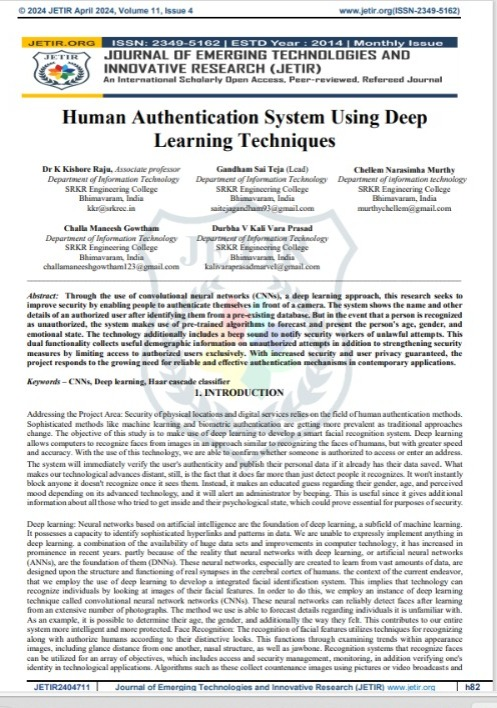 © 2024 JETIR April 2024, Volume 11, Issue 4 www.jetir.org(ISSN-2349-5162)
JETIR.ORG ISSN: 2349-5162 | ESTD Year : 2014 | Monthly Issue
JETIR
JOURNAL OF EMERGING TECHNOLOGIES AND
INNOVATIVE RESEARCH (JETIR)
An International Scholarly Open Access, Peer-reviewed, Refereed Journal
Human Authentication System Using Deep
Learning Techniques
Dr K Kishore Raju, Associate professor
Department of Information Technology
SRKR Engineering College
Bhimavaram, India
kkr@srkrec.in
Gandham Sai Teja (Lead)
Department of Information Technology
SRKR Engineering College
Bhimavaram, India
saitejagandham93@gmail.com
Chellem Narasimha Murthy
Department of information technology
SRKR Engineering College
Bhimavaram, India
murthychellem@gmail.com
Challa Maneesh Gowtham
Department of Information Technology
SRKR Engineering College
Bhimavaram, India
challamaneeshgowtham123@gmail.com
Durbha V Kali Vara Prasad
Department of Information Technology
SRKR Engineering College
Bhimavaram, India
kalivaraprasadmarvel@gmail.com
Abstract: Through the use of convolutional neural networks (CNNs), a deep learning approach, this research seeks to
improve security by enabling people to authenticate themselves in front of a camera. The system shows the name and other
details of an authorized user after identifying them from a pre-existing database. But in the event that a person is recognized
as unauthorized, the system makes use of pre-trained algorithms to forecast and present the person's age, gender, and
emotional state. The technology additionally includes a beep sound to notify security workers of unlawful attempts. This
dual functionality collects useful demographic information on unauthorized attempts in addition to strengthening security
measures by limiting access to authorized users exclusively. With increased security and user privacy guaranteed, the
project responds to the growing need for reliable and effective authentication mechanisms in contemporary applications.
Keywords – CNNs, Deep learning, Haar cascade classifier
1. INTRODUCTION
Addressing the Project Area: Security of physical locations and digital services relies on the field of human authentication methods.
Sophisticated methods like machine learning and biometric authentication are getting more prevalent as traditional approaches
change. The objective of this study is to make use of deep learning to develop a smart facial recognition system. Deep learning
allows computers to recognize faces from images in an approach similar to recognizing the faces of humans, but with greater speed
and accuracy. With the use of this technology, we are able to confirm whether someone is authorized to access or enter an address.
The system will immediately verify the user's authenticity and publish their personal data if it already has their data saved. What
makes our technological advances distant, still, is the fact that it does far more than just detect people it recognizes. It won't instantly
block anyone it doesn't recognize once it sees them. Instead, it makes an educated guess regarding their gender, age, and perceived
mood depending on its advanced technology, and it will alert an administrator by beeping. This is useful since it gives additional
information about all those who tried to get inside and their psychological state, which could prove essential for purposes of security.
Deep learning: Neural networks based on artificial intelligence are the foundation of deep learning, a subfield of machine learning.
It possesses a capacity to identify sophisticated hyperlinks and patterns in data. We are unable to expressly implement anything in
deep learning. a combination of the availability of huge data sets and improvements in computer technology, it has increased in
prominence in recent years. partly because of the reality that neural networks with deep learning, or artificial neural networks
(ANNs), are the foundation of them (DNNs). These neural networks, especially are created to learn from vast amounts of data, are
designed upon the structure and functioning of real synapses in the cerebral cortex of humans. the context of the current endeavor,
that we employ the use of deep learning to develop a integrated facial identification system. This implies that technology can
recognize individuals by looking at images of their facial features. In order to do this, we employ an instance of deep learning
technique called convolutional neural network networks (CNNs). These neural networks can reliably detect faces after learning
from an extensive number of photographs. The method we use is able to forecast details regarding individuals it is unfamiliar with.
As an example, it is possible to determine their age, the gender, and additionally the way they felt. This contributes to our entire
system more intelligent and more protected. Face Recognition: The recognition of facial features utilizes techniques for recognizing
along with authorize humans according to their distinctive looks. This functions through examining trends within appearance
images, including glance distance from one another, nasal structure, as well as jawbone. Recognition systems that recognize faces
can be utilized for an array of objectives, which includes access and security management, monitoring, in addition verifying one's
identity in technological applications. Algorithms such as these collect countenance images using pictures or video broadcasts and
JETIR2404711 Journal of Emerging Technologies and Innovative Research (JETIR) www.jetir.org h82